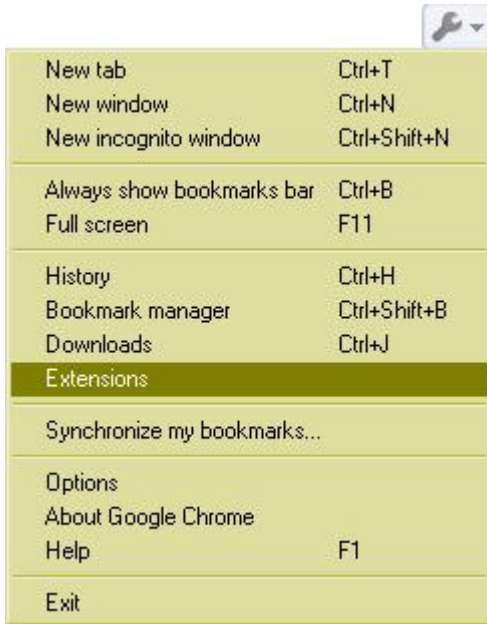 New tab Ctrl+T
New window Ctrl+N
New incognito window Ctrl+Shift+N
Always show bookmarks bar Ctrl+B
Full screen F11
History Ctrl+H
Bookmark manager Ctrl+Shift+B
Downloads Ctrl+J
Extensions
Synchronize my bookmarks...
Options
About Google Chrome
Help F1
Exit